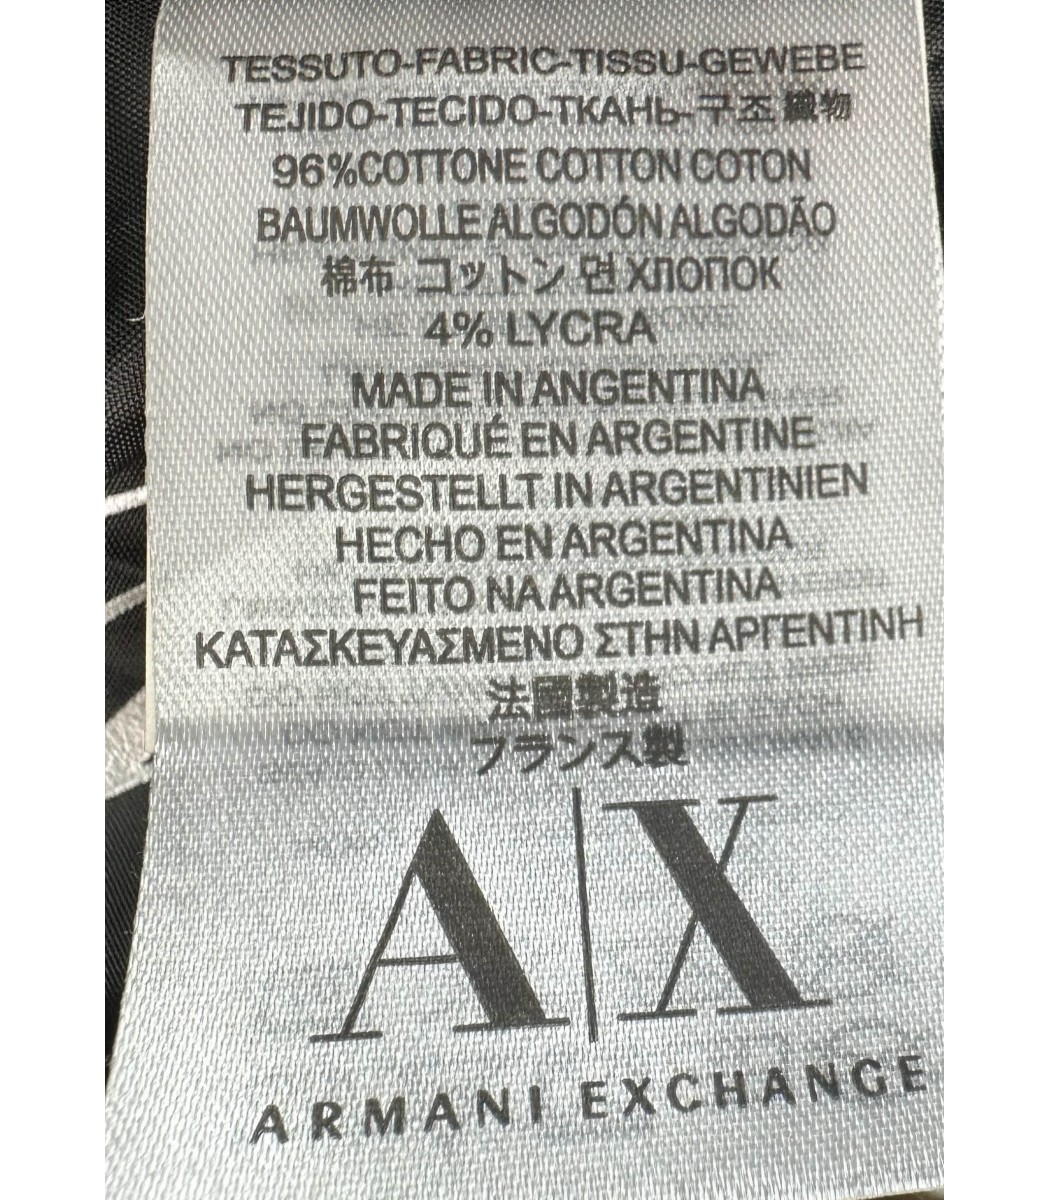 TESSUTO-FABRIC-TISSU-GEWEBE
TEJIDO-TECIDO-ТКАНЬ-구조 織物
96%COTTONE COTTON COTON
BAUMWOLLE ALGODÓN ALGODÃO
棉布 コットン 면 ХЛОПОК
4% LYCRA
MADE IN ANGENTINA
FABRIQUÉ EN ARGENTINE
HERGESTELLT IN ARGENTINIEN
HECHO EN ARGENTINA
FEITO NA ARGENTINA
ΚΑΤΑΣΚΕΥΑΣΜΕΝΟ ΣΤΗΝ ΑΡΓΕΝΤΙΝΗ
法國製造
フランス製
A|X
ARMANI EXCHANGE